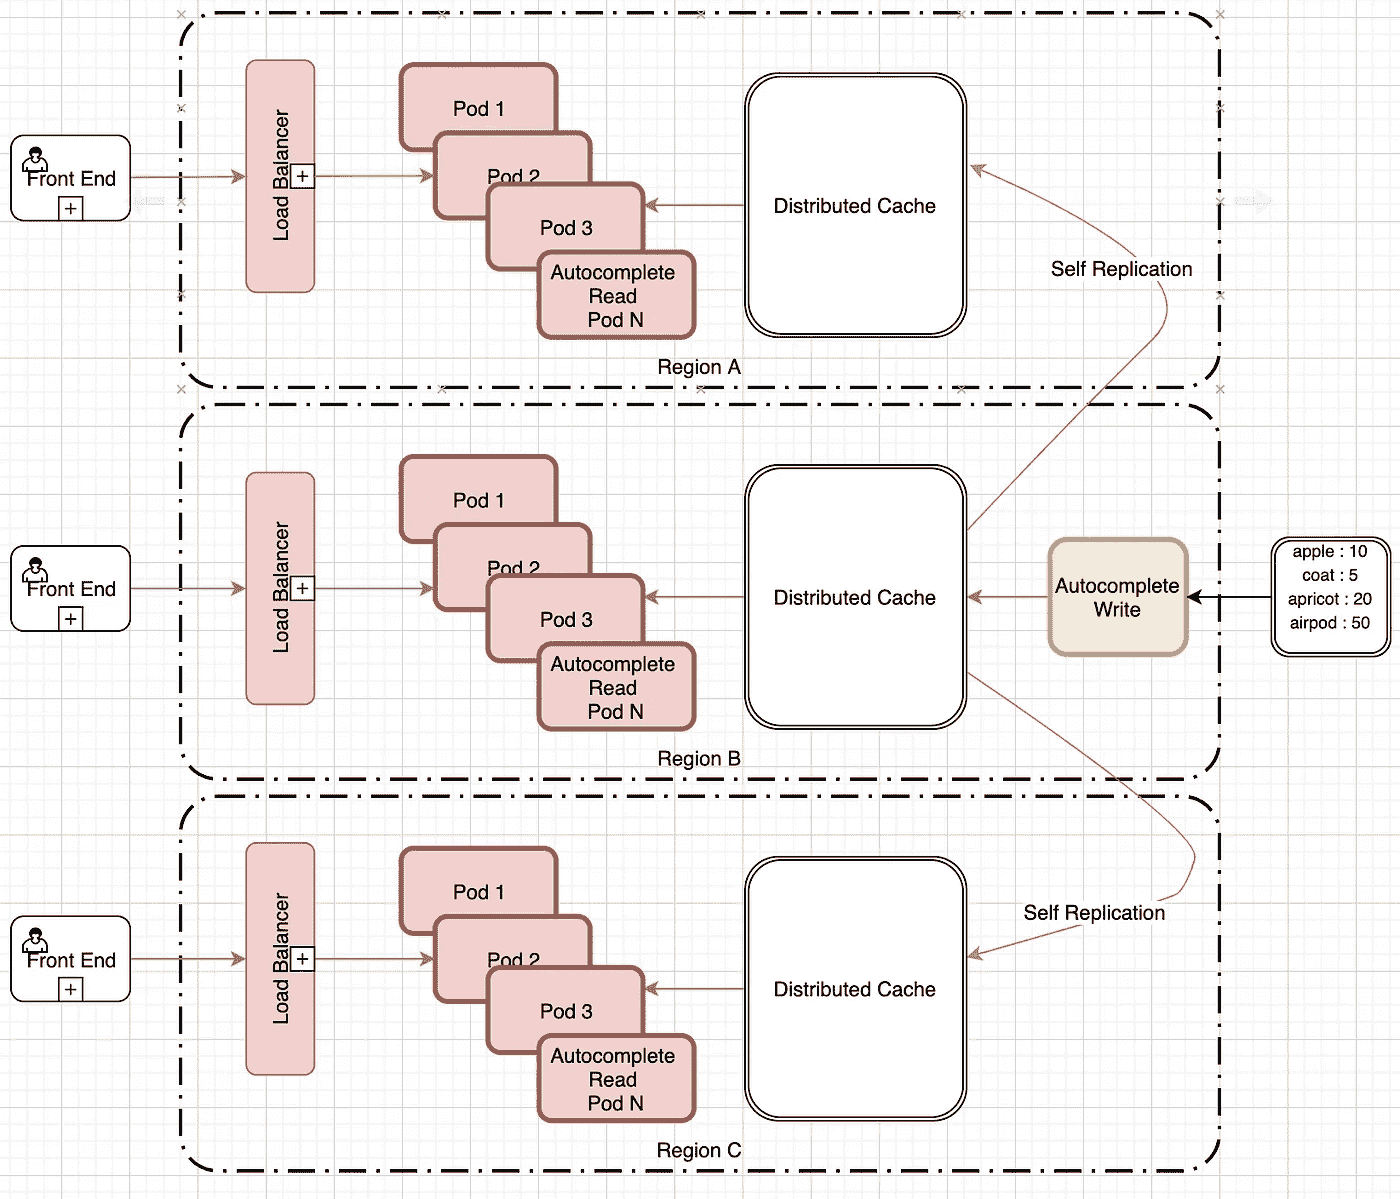 Front End
Load Balancer
Pod 1
Pod 2
Pod 3
Autocomplete
Read
Pod N
Distributed Cache
Self Replication
Region A
Front End
Load Balancer
Pod 1
Pod 2
Pod 3
Autocomplete
Read
Pod N
Distributed Cache
Autocomplete
Write
apple : 10
coat : 5
apricot : 20
airpod : 50
Region B
Front End
Load Balancer
Pod 1
Pod 2
Pod 3
Autocomplete
Read
Pod N
Distributed Cache
Self Replication
Region C